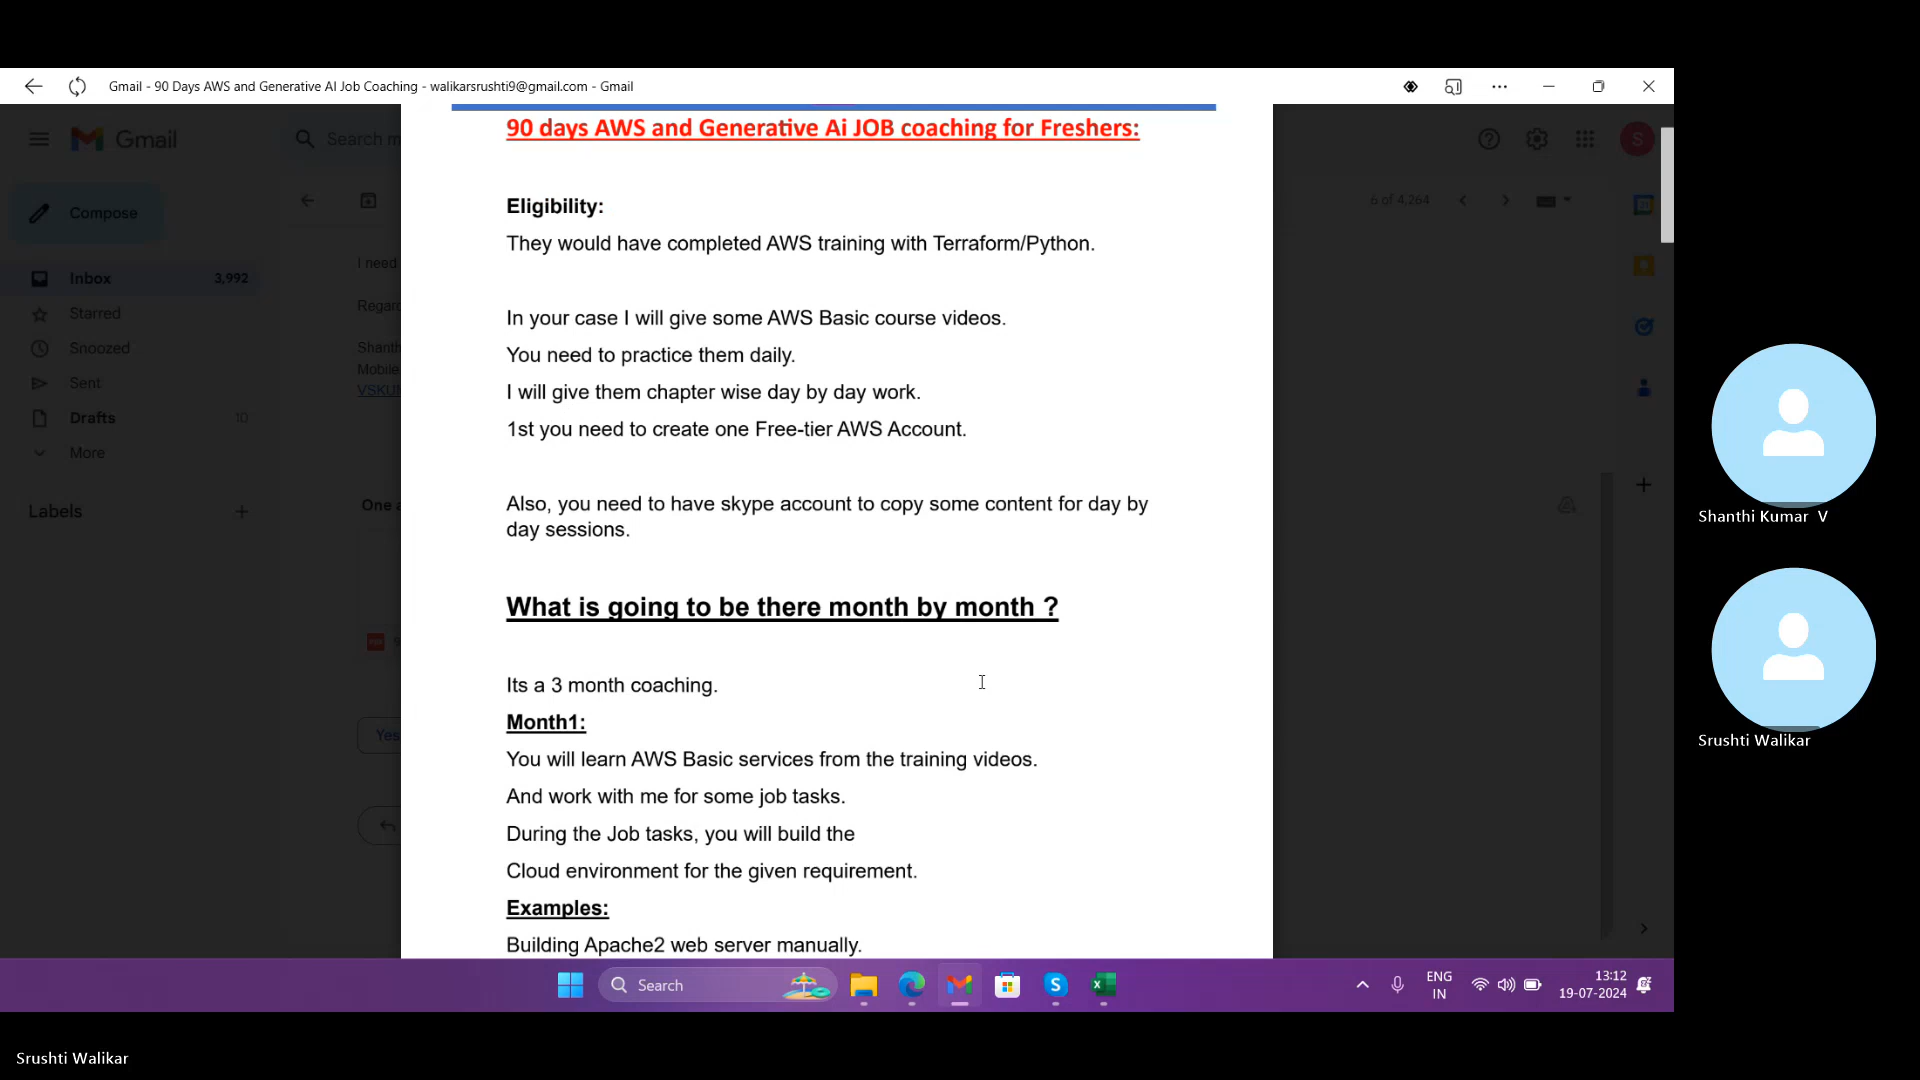 Gmail - 90 Days AWS and Generative AI Job Coaching - walikarsrushti9@gmail.com - Gmail
Gmail
Search m
S
6 of 4,264
Compose
Inbox 3,992
Starred
Snoozed
Sent
Drafts 10
More
Labels
I need
Regar
Shanth
Mobile
VSKU
One a
Yes
90 days AWS and Generative Ai JOB coaching for Freshers:
Eligibility:
They would have completed AWS training with Terraform/Python.
In your case I will give some AWS Basic course videos.
You need to practice them daily.
I will give them chapter wise day by day work.
1st you need to create one Free-tier AWS Account.
Also, you need to have skype account to copy some content for day by
day sessions.
What is going to be there month by month ?
Its a 3 month coaching.
Month1:
You will learn AWS Basic services from the training videos.
And work with me for some job tasks.
During the Job tasks, you will build the
Cloud environment for the given requirement.
Examples:
Building Apache2 web server manually.
Shanthi Kumar V
Srushti Walikar
Search
ENG
IN
13:12
19-07-2024
Srushti Walikar